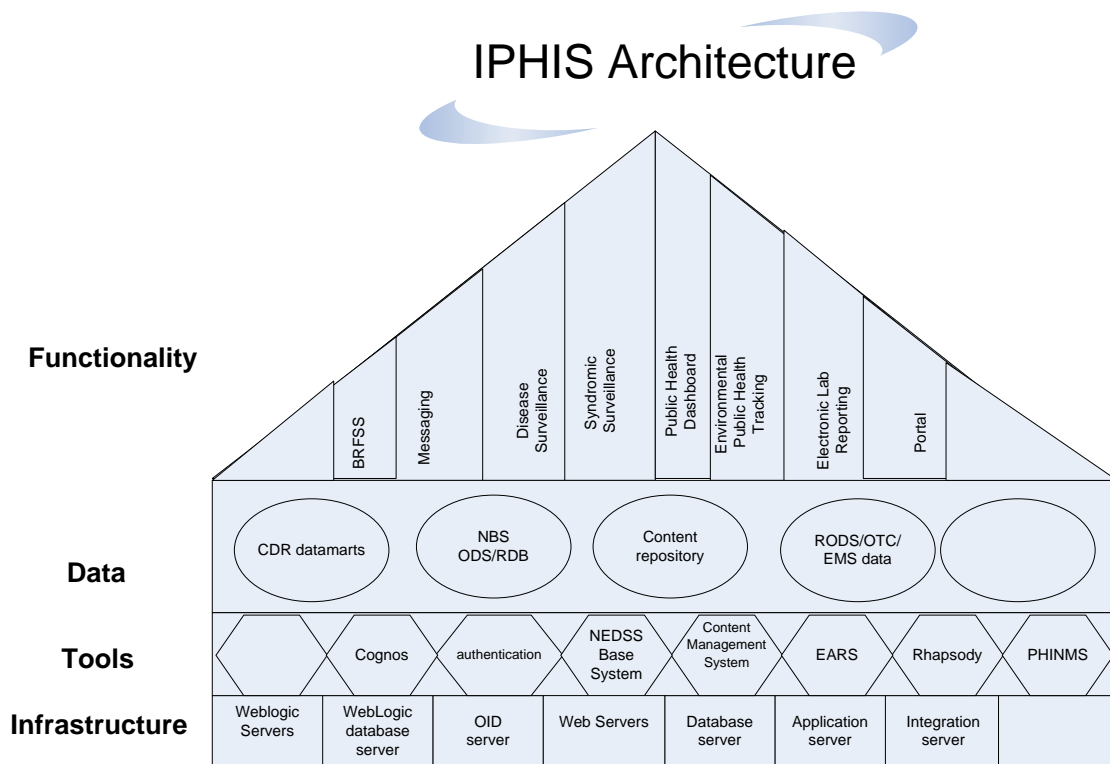 IPHIS Architecture
Functionality
BRFSS
Messaging
Disease
Surveillance
Syndromic
Surveillance
Public Health
Dashboard
Environmental
Public Health
Tracking
Electronic Lab
Reporting
Portal
Data
CDR datamarts
NBS
ODS/RDB
Content
repository
RODS/OTC/
EMS data
Tools
Cognos
authentication
NEDSS
Base
System
Content
Management
System
EARS
Rhapsody
PHINMS
Infrastructure
Weblogic
Servers
WebLogic
database
server
OID
server
Web Servers
Database
server
Application
server
Integration
server